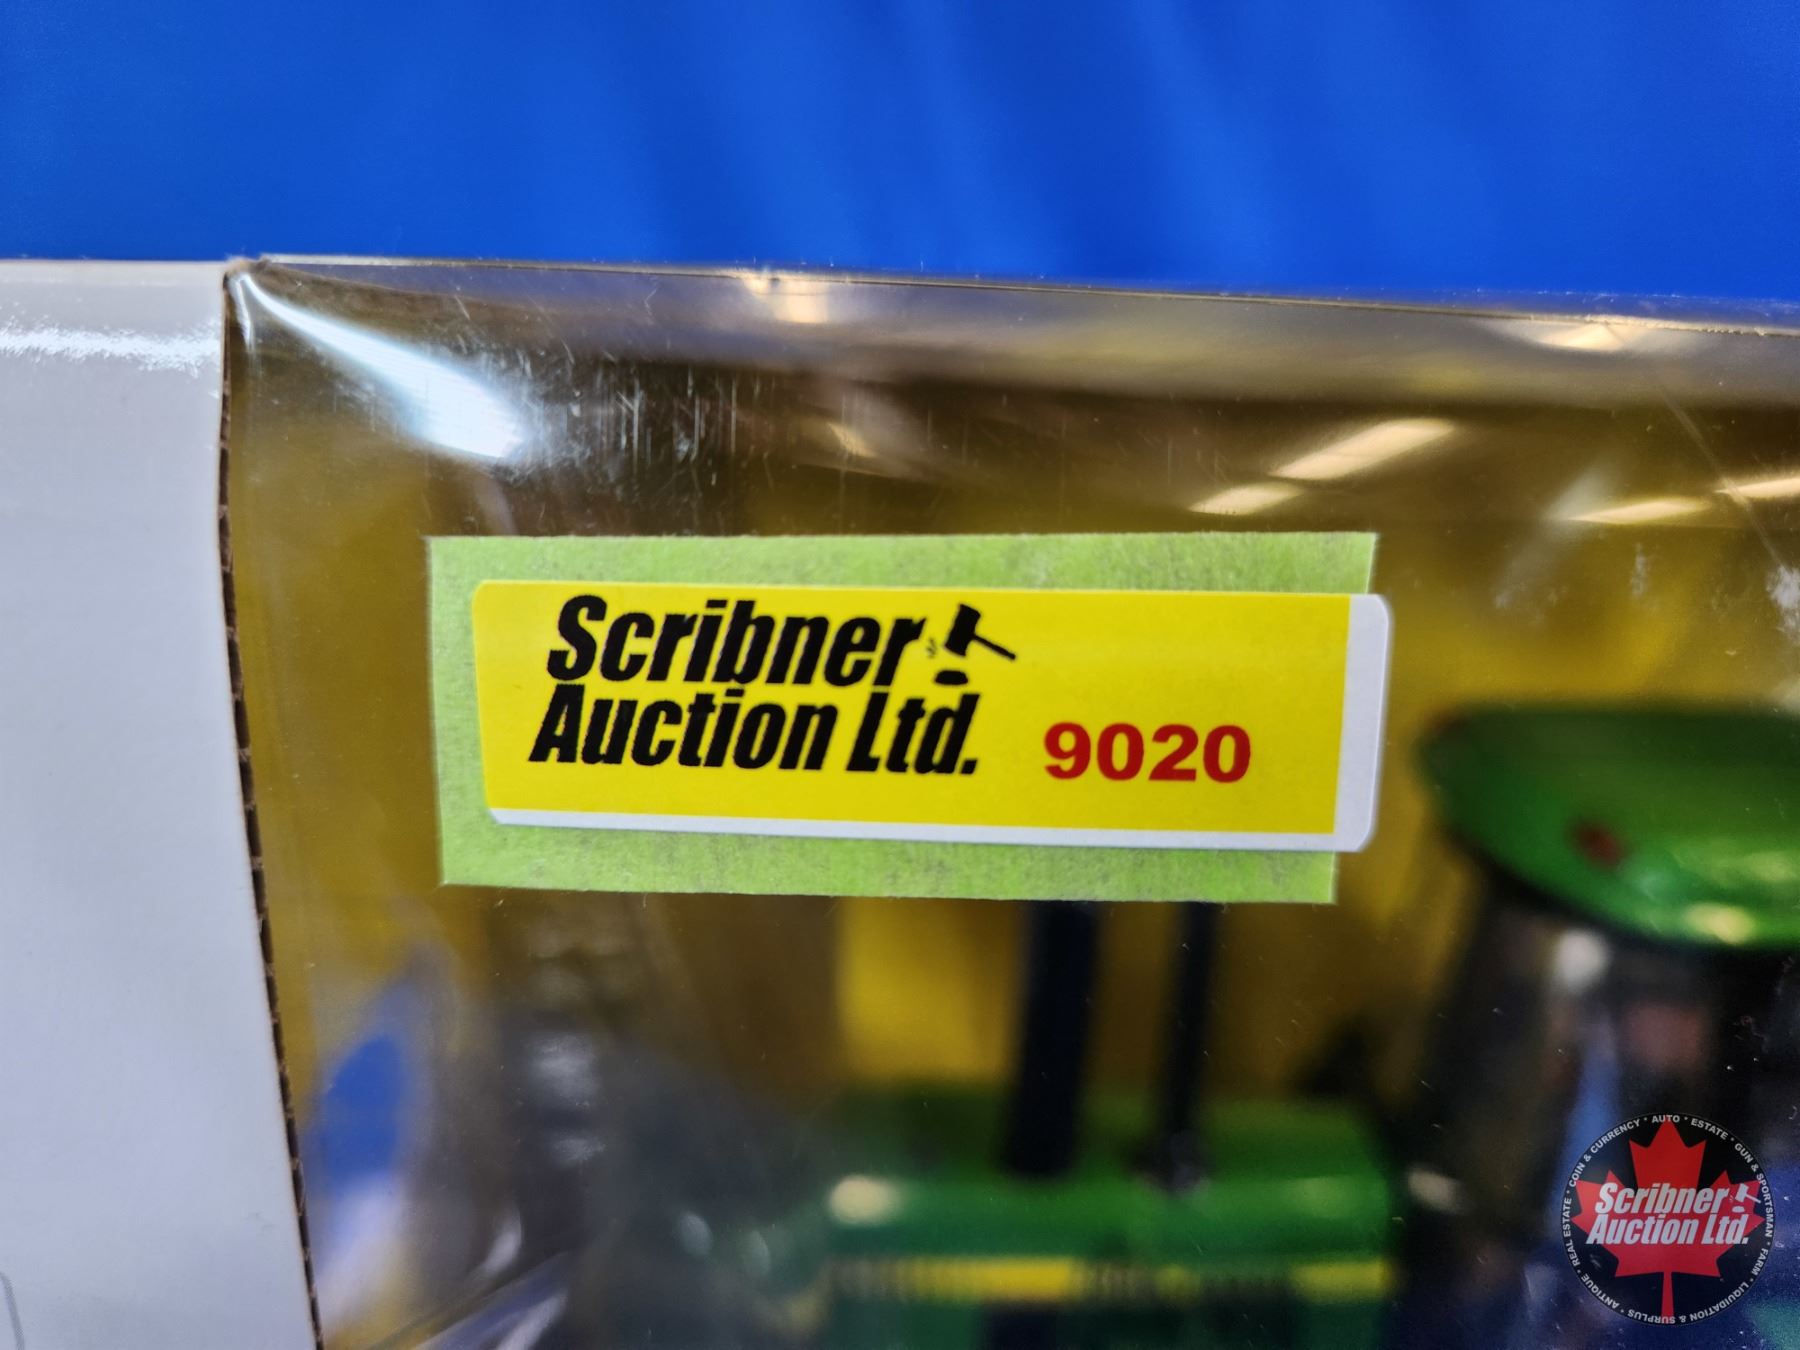 Scribner
Auction Ltd. 9020
Scribner
Auction Ltd.
REAL ESTATE * COIN & CURRENCY * AUTO * ESTATE * GUN & SPORTSMAN * FARM * LIQUIDATION & SURPLUS * ANTIQUE *